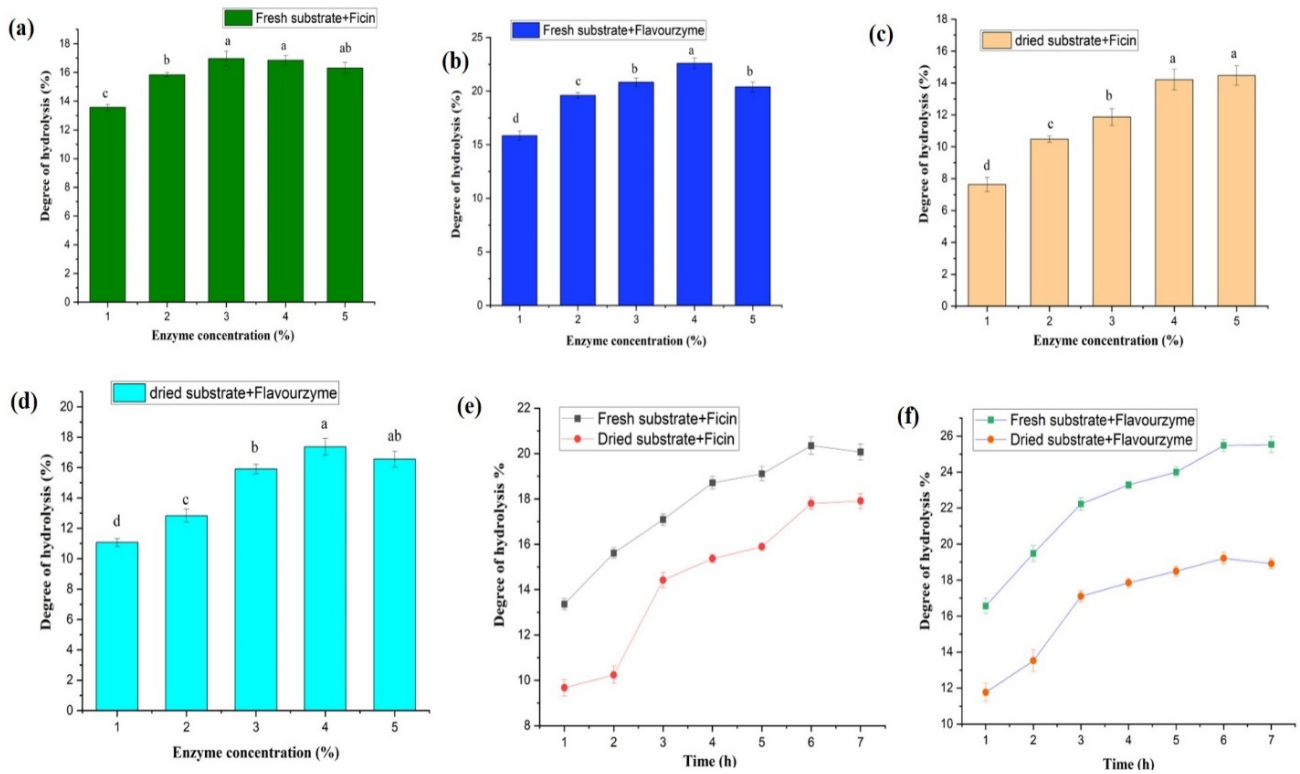 (a)
Fresh substrate+Ficin
Degree of hydrolysis (%)
18
16
14
12
10
8
6
4
2
0
c
b
a
a
ab
1 2 3 4 5
Enzyme concentration (%)
(b)
Fresh substrate+Flavourzyme
Degree of hydrolysis (%)
25
20
15
10
5
0
d
c
b
a
b
1 2 3 4 5
Enzyme concentration (%)
(c)
dried substrate+Ficin
Degree of hydrolysis (%)
18
16
14
12
10
8
6
4
2
0
d
c
b
a
a
1 2 3 4 5
Enzyme concentration (%)
(d)
dried substrate+Flavourzyme
Degree of hydrolysis (%)
20
18
16
14
12
10
8
6
4
2
0
d
c
b
a
ab
1 2 3 4 5
Enzyme concentration (%)
(e)
Fresh substrate+Ficin
Dried substrate+Ficin
Degree of hydrolysis %
22
20
18
16
14
12
10
8
1 2 3 4 5 6 7
Time (h)
(f)
Fresh substrate+Flavourzyme
Dried substrate+Flavourzyme
Degree of hydrolysis %
26
24
22
20
18
16
14
12
10
1 2 3 4 5 6 7
Time (h)